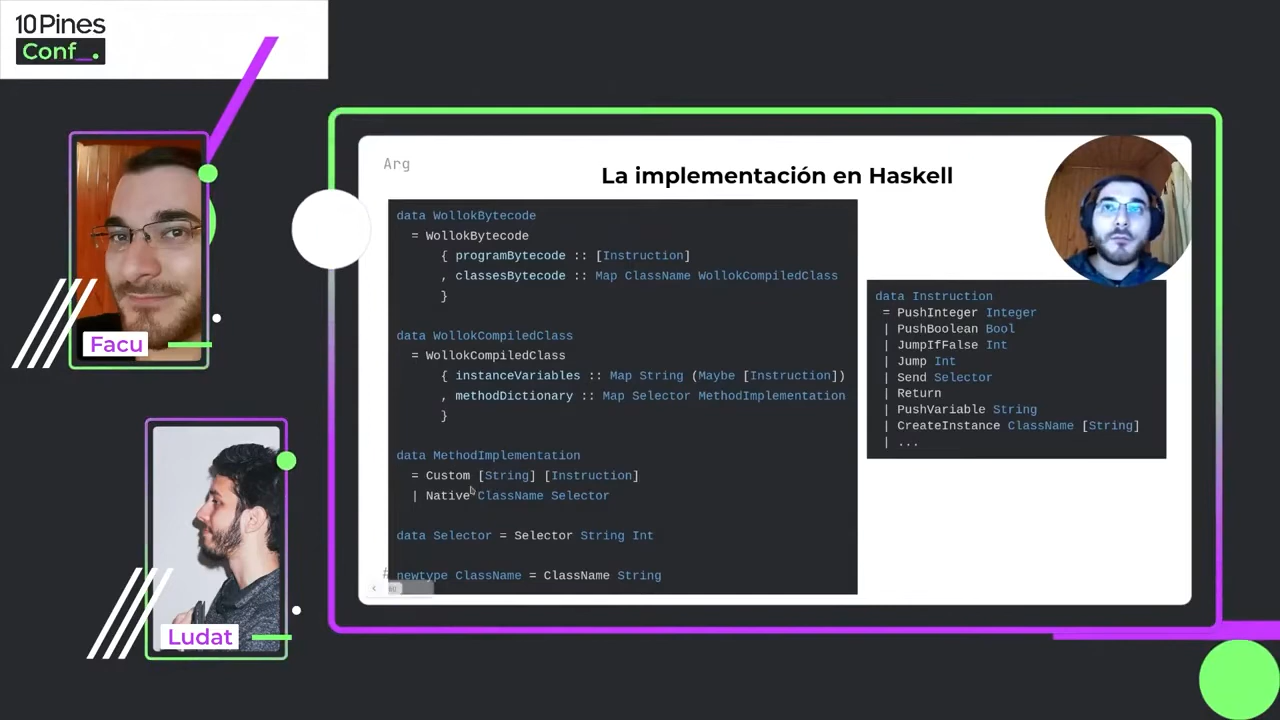 10Pines
Conf_.
Facu
Ludat
Arg
La implementación en Haskell
data WollokBytecode
= WollokBytecode
{ programBytecode :: [Instruction]
, classesBytecode :: Map ClassName WollokCompiledClass
}
data WollokCompiledClass
= WollokCompiledClass
{ instanceVariables :: Map String (Maybe [Instruction])
, methodDictionary :: Map Selector MethodImplementation
}
data MethodImplementation
= Custom [String] [Instruction]
| Native ClassName Selector
data Selector = Selector String Int
newtype ClassName = ClassName String
#
data Instruction
= PushInteger Integer
| PushBoolean Bool
| JumpIfFalse Int
| Jump Int
| Send Selector
| Return
| PushVariable String
| CreateInstance ClassName [String]
| ...